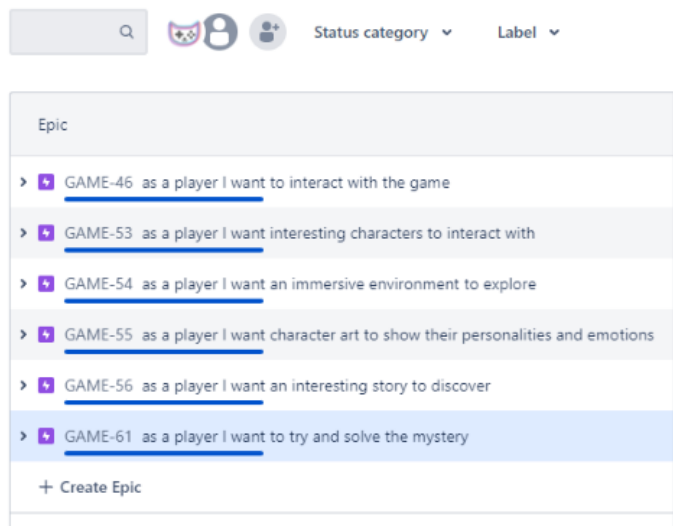 Status category Label
Epic
GAME-46 as a player I want to interact with the game
GAME-53 as a player I want interesting characters to interact with
GAME-54 as a player I want an immersive environment to explore
GAME-55 as a player I want character art to show their personalities and emotions
GAME-56 as a player I want an interesting story to discover
GAME-61 as a player I want to try and solve the mystery
+ Create Epic